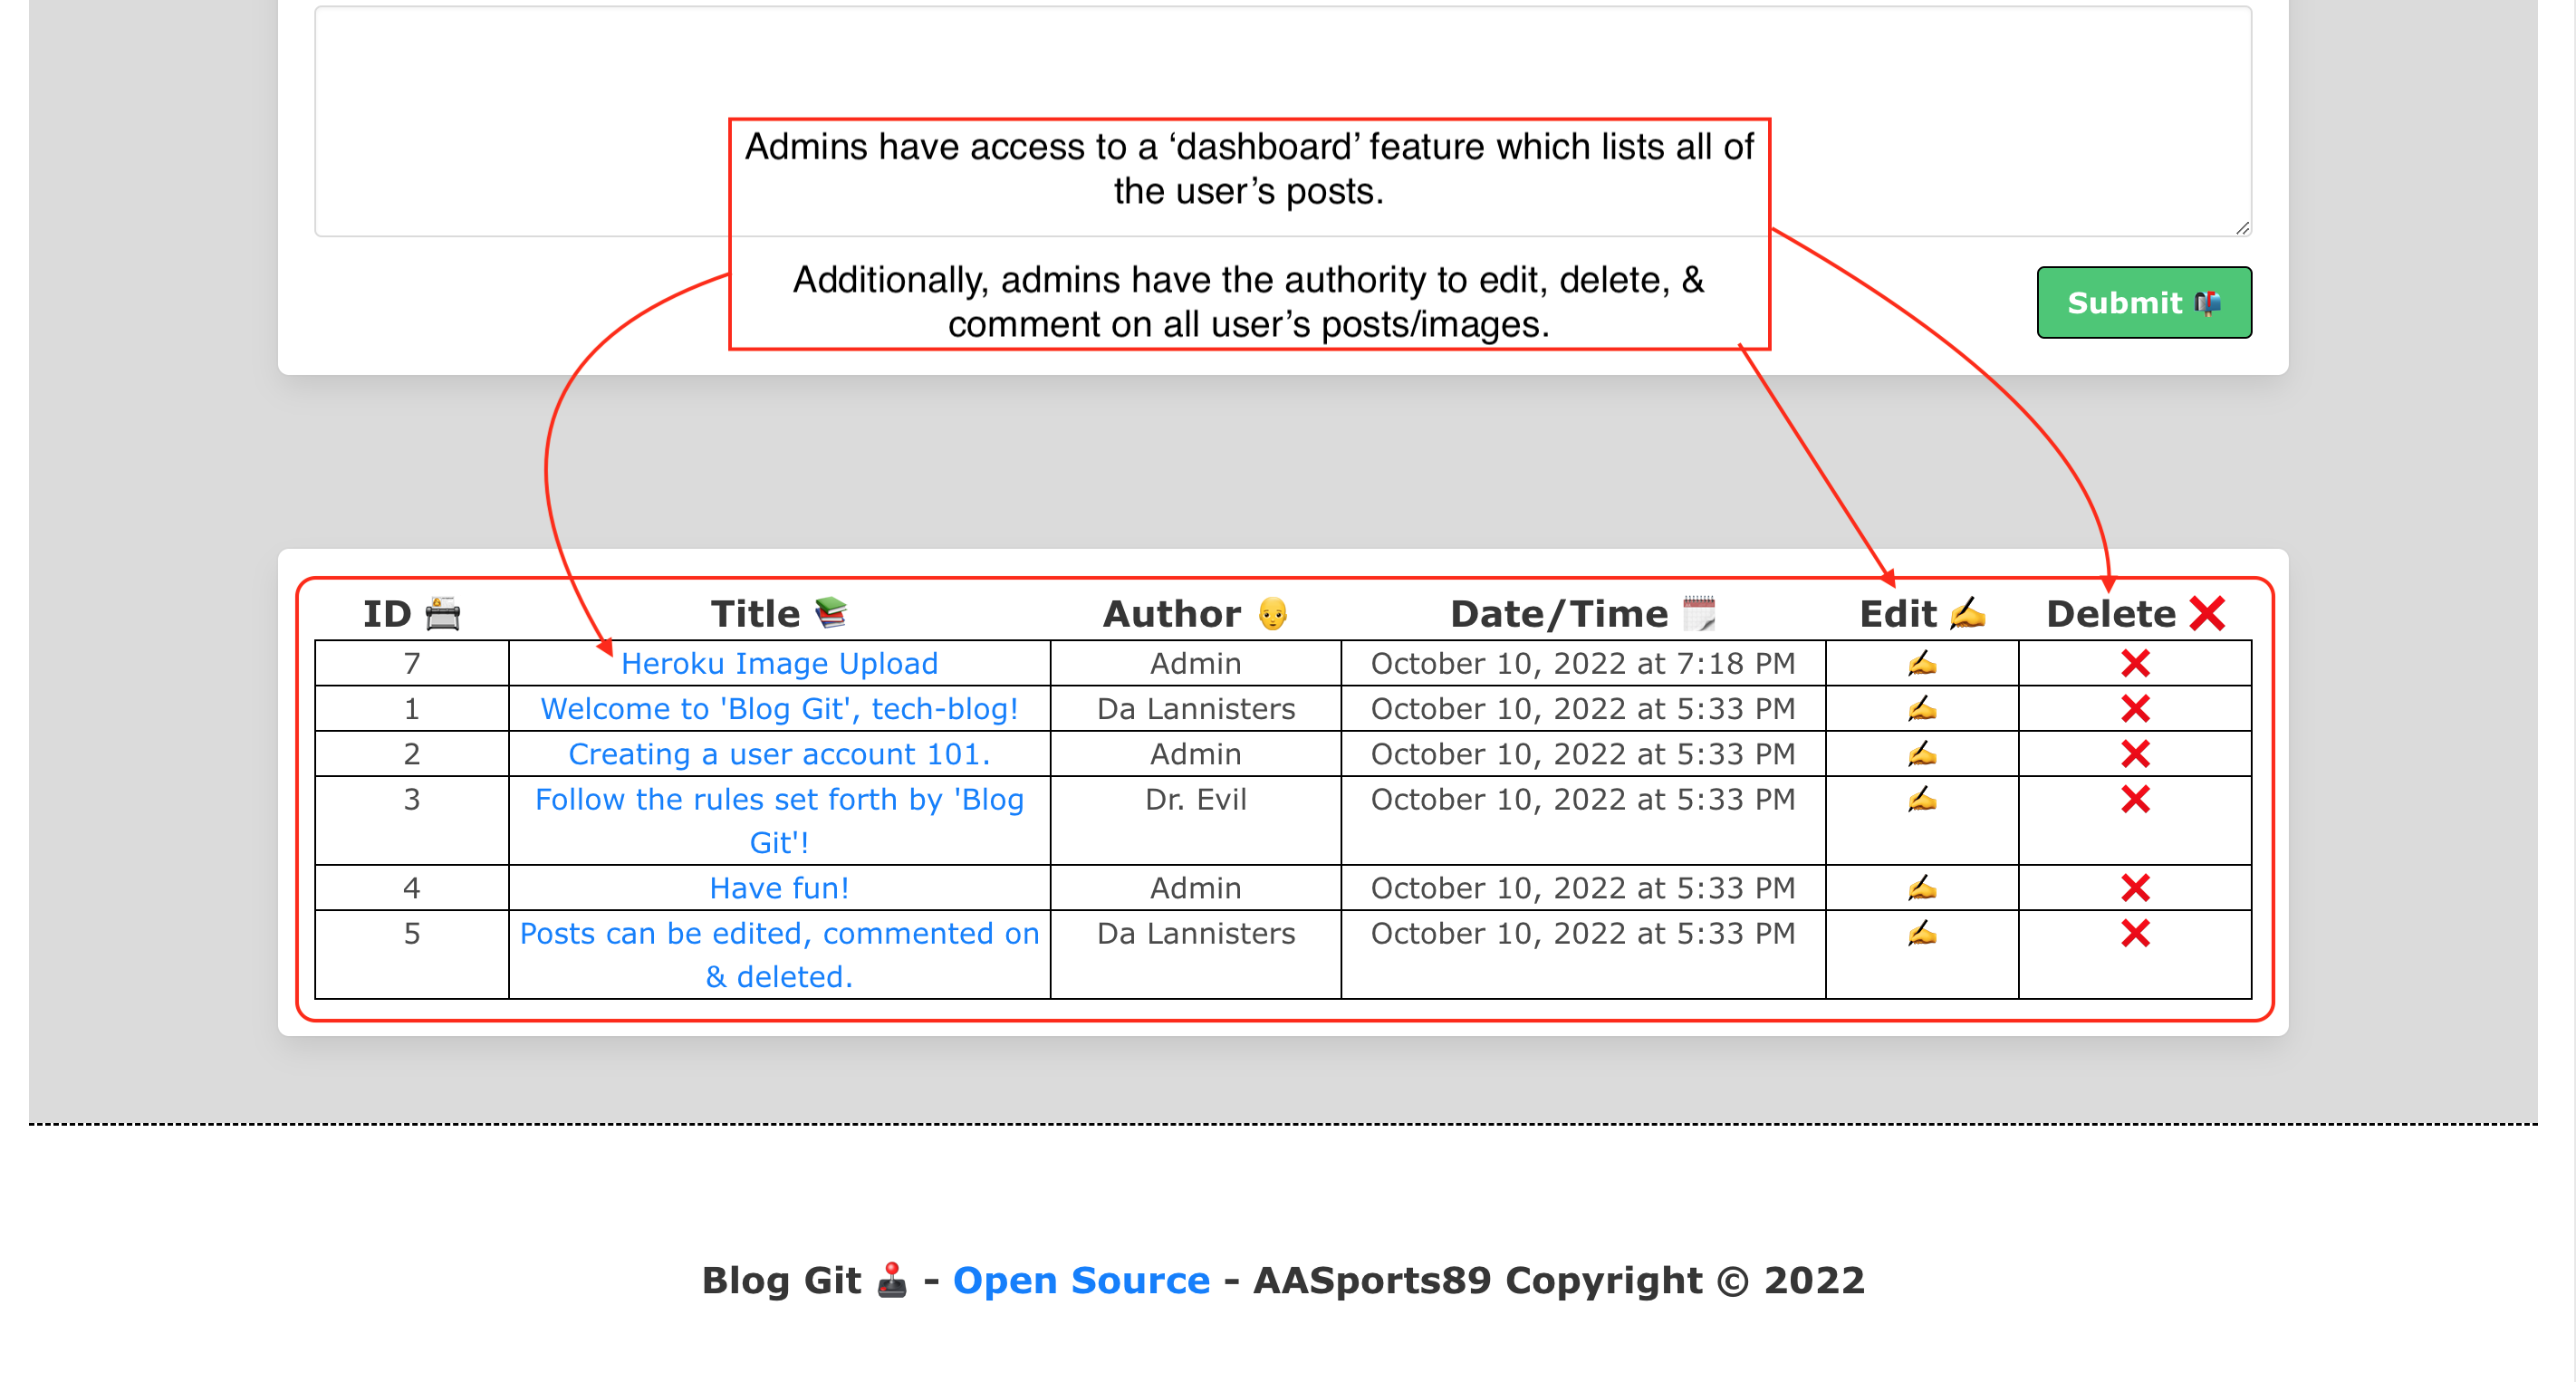 Admins have access to a ‘dashboard’ feature which lists all of
the user’s posts.
Additionally, admins have the authority to edit, delete, &
comment on all user’s posts/images.
Submit 📬
ID 📠 Title 📚 Author 👨‍🦲 Date/Time 🗓️ Edit ✍️ Delete ❌
7 Heroku Image Upload Admin October 10, 2022 at 7:18 PM ✍️ ❌
1 Welcome to 'Blog Git', tech-blog! Da Lannisters October 10, 2022 at 5:33 PM ✍️ ❌
2 Creating a user account 101. Admin October 10, 2022 at 5:33 PM ✍️ ❌
3 Follow the rules set forth by 'Blog Dr. Evil October 10, 2022 at 5:33 PM ✍️ ❌
Git'!
4 Have fun! Admin October 10, 2022 at 5:33 PM ✍️ ❌
5 Posts can be edited, commented on Da Lannisters October 10, 2022 at 5:33 PM ✍️ ❌
& deleted.
Blog Git 🕹️ - Open Source - AASports89 Copyright © 2022